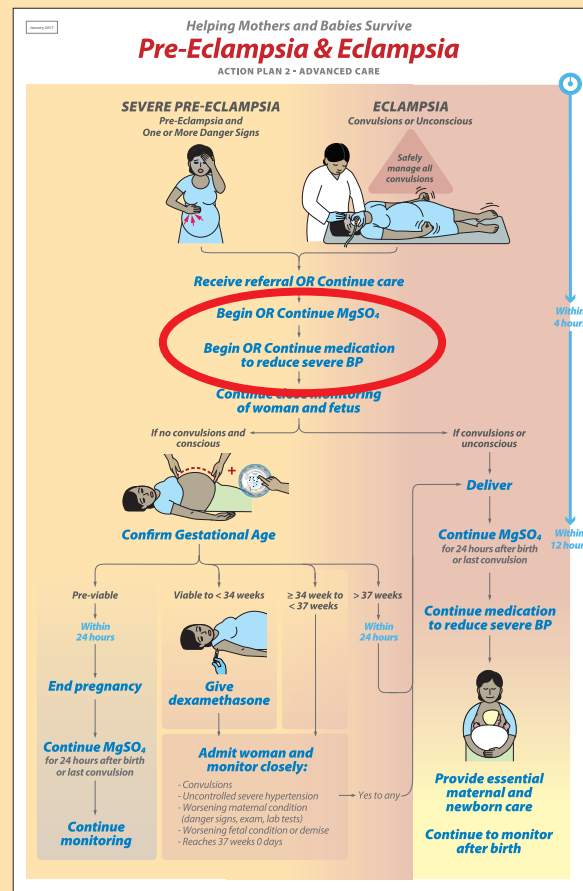 January 2017
Helping Mothers and Babies Survive
Pre-Eclampsia & Eclampsia
ACTION PLAN 2 - ADVANCED CARE
SEVERE PRE-ECLAMPSIA
Pre-Eclampsia and
One or More Danger Signs
ECLAMPSIA
Convulsions or Unconscious
Safely
manage all
convulsions
Receive referral OR Continue care
Begin OR Continue MgSO₄
Within
4 hours
Begin OR Continue medication
to reduce severe BP
Continue close monitoring
of woman and fetus
If no convulsions and
conscious
If convulsions or
unconscious
+
Deliver
Confirm Gestational Age
Continue MgSO₄
for 24 hours after birth
or last convulsion
Within
12 hours
Pre-viable
Viable to < 34 weeks
≥ 34 week to
< 37 weeks
> 37 weeks
Within
24 hours
Within
24 hours
Continue medication
to reduce severe BP
End pregnancy
Give
dexamethasone
Continue MgSO₄
for 24 hours after birth
or last convulsion
Continue
monitoring
Admit woman and
monitor closely:
- Convulsions
- Uncontrolled severe hypertension
- Worsening maternal condition
(danger signs, exam, lab tests)
- Worsening fetal condition or demise
- Reaches 37 weeks 0 days
Yes to any
Provide essential
maternal and
newborn care
Continue to monitor
after birth